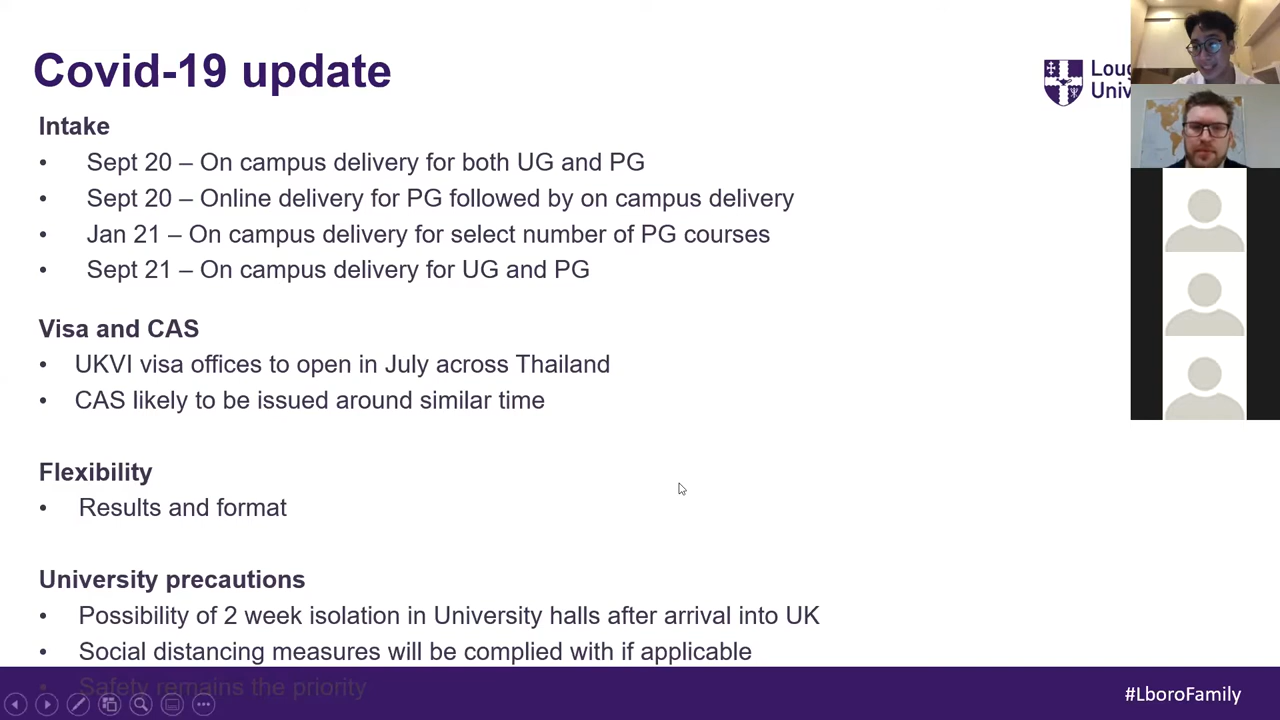 Covid-19 update
Intake
• Sept 20 – On campus delivery for both UG and PG
• Sept 20 – Online delivery for PG followed by on campus delivery
• Jan 21 – On campus delivery for select number of PG courses
• Sept 21 – On campus delivery for UG and PG
Visa and CAS
• UKVI visa offices to open in July across Thailand
• CAS likely to be issued around similar time
Flexibility
• Results and format
University precautions
• Possibility of 2 week isolation in University halls after arrival into UK
• Social distancing measures will be complied with if applicable
Safety remains the priority
#LboroFamily